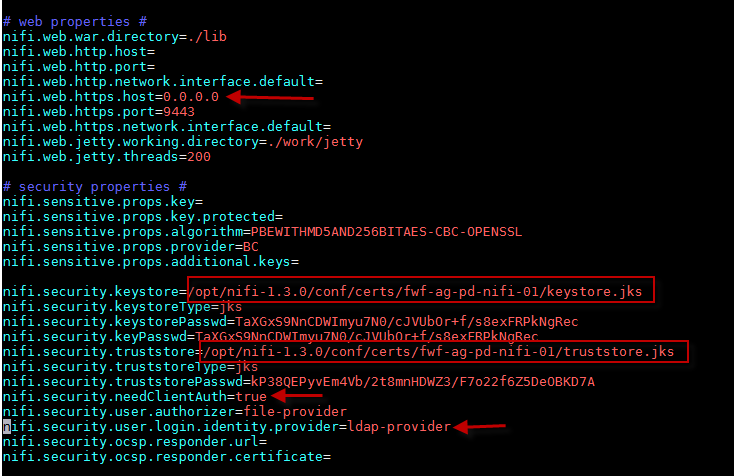 # web properties #
nifi.web.war.directory=./lib
nifi.web.http.host=
nifi.web.http.port=
nifi.web.http.network.interface.default=
nifi.web.https.host=0.0.0.0
nifi.web.https.port=9443
nifi.web.https.network.interface.default=
nifi.web.jetty.working.directory=./work/jetty
nifi.web.jetty.threads=200
# security properties #
nifi.sensitive.props.key=
nifi.sensitive.props.key.protected=
nifi.sensitive.props.algorithm=PBEWITHMD5AND256BITAES-CBC-OPENSSL
nifi.sensitive.props.provider=BC
nifi.sensitive.props.additional.keys=
nifi.security.keystore=/opt/nifi-1.3.0/conf/certs/fwf-ag-pd-nifi-01/keystore.jks
nifi.security.keystoreType=jks
nifi.security.keystorePasswd=TaXGxS9NnCDWImyu7N0/cJVUbOr+f/s8exFRPkNgRec
nifi.security.keyPasswd=TaXGxS9NnCDWImyu7N0/cJVUbOr+f/s8exFRPkNgRec
nifi.security.truststore=/opt/nifi-1.3.0/conf/certs/fwf-ag-pd-nifi-01/truststore.jks
nifi.security.truststoreType=jks
nifi.security.truststorePasswd=kP38QEPyvEm4Vb/2t8mnHDWZ3/F7o22f6Z5DeOBKD7A
nifi.security.needClientAuth=true
nifi.security.user.authorizer=file-provider
nifi.security.user.login.identity.provider=ldap-provider
nifi.security.ocsp.responder.url=
nifi.security.ocsp.responder.certificate=